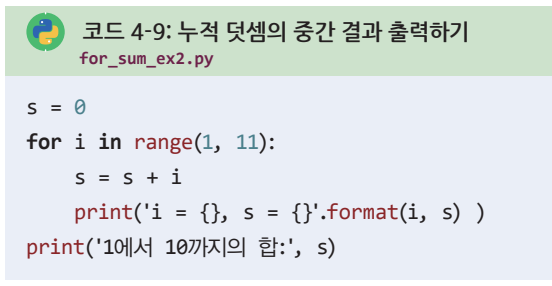 코드 4-9: 누적 덧셈의 중간 결과 출력하기
for_sum_ex2.py
s = 0
for i in range(1, 11):
    s = s + i
    print('i = {}, s = {}'.format(i, s) )
print('1에서 10까지의 합:', s)